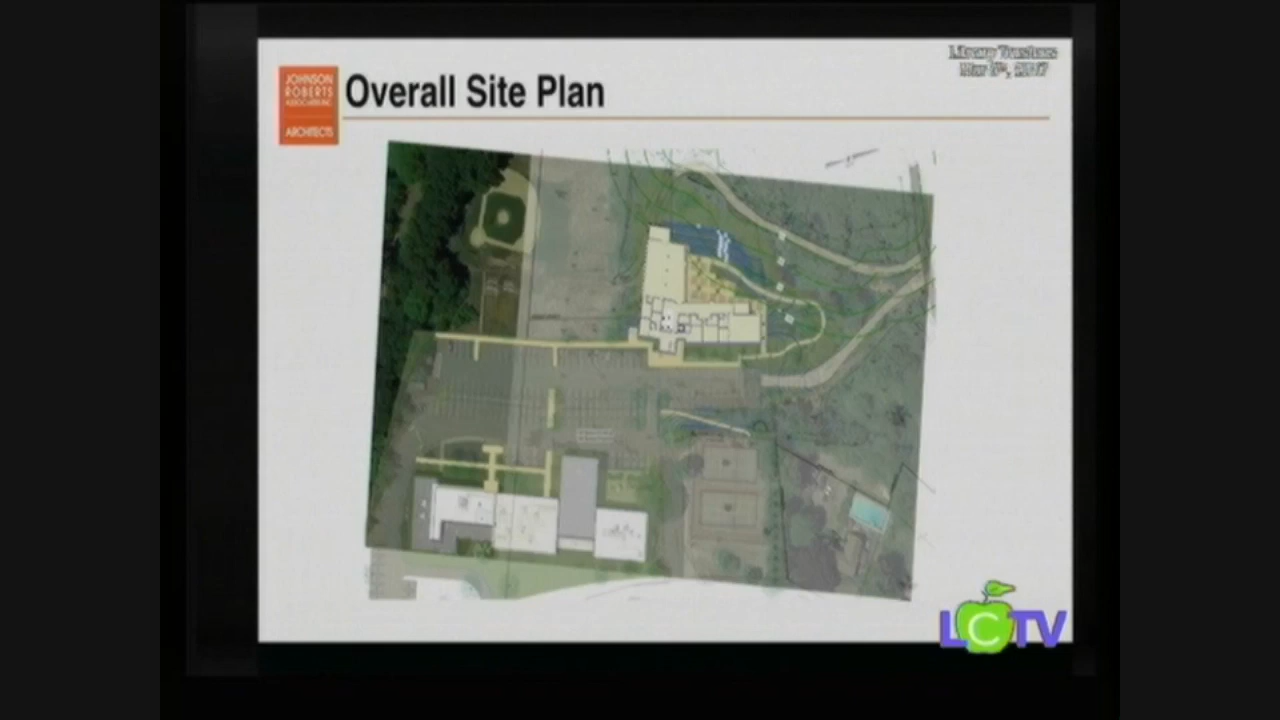 Library Trustees
JOHNSON
ROBERTS
ASSOCIATES INC
ARCHITECTS
Overall Site Plan
LCTV